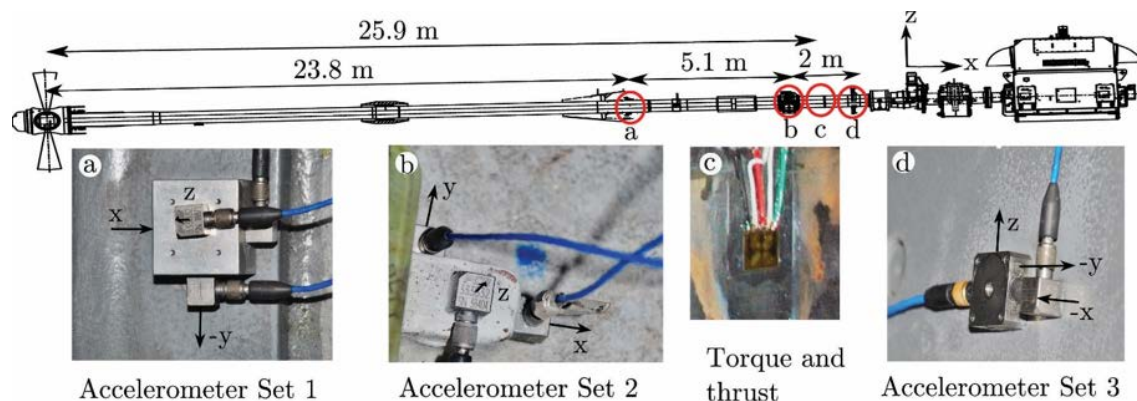 25.9 m
z
23.8 m
5.1 m
2 m
x
a
b
c
d
a
z
x
-y
b
y
z
x
c
d
z
-y
-x
Accelerometer Set 1
Accelerometer Set 2
Torque and
thrust
Accelerometer Set 3